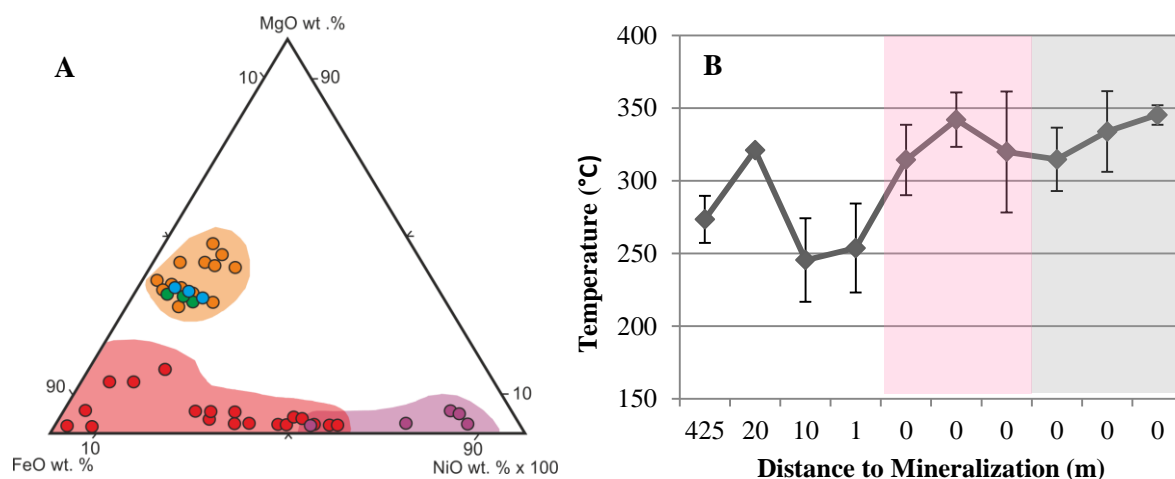 MgO wt .%
A
10
90
90
10
10
90
FeO wt. %
NiO wt. % x 100
B
400
350
300
250
200
150
Temperature (°C)
425 20 10 1 0 0 0 0 0 0
Distance to Mineralization (m)